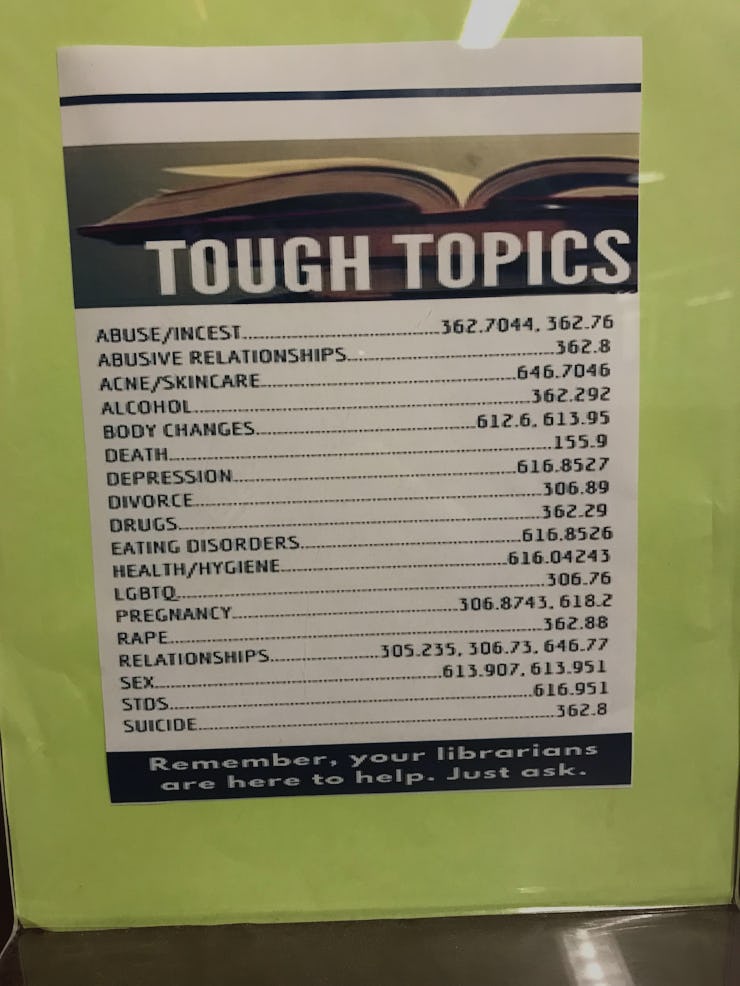 TOUGH TOPICS
ABUSE/INCEST........................362.7044, 362.76
ABUSIVE RELATIONSHIPS........................362.8
ACNE/SKINCARE........................646.7046
ALCOHOL........................362.292
BODY CHANGES........................612.6, 613.95
DEATH........................155.9
DEPRESSION........................616.8527
DIVORCE........................306.89
DRUGS........................362.29
EATING DISORDERS........................616.8526
HEALTH/HYGIENE........................616.04243
LGBTQ........................306.76
PREGNANCY........................306.8743, 618.2
RAPE........................362.88
RELATIONSHIPS........................305.235, 306.73, 646.77
SEX........................613.907, 613.951
STDS........................616.951
SUICIDE........................362.8
Remember, your librarians
are here to help. Just ask.